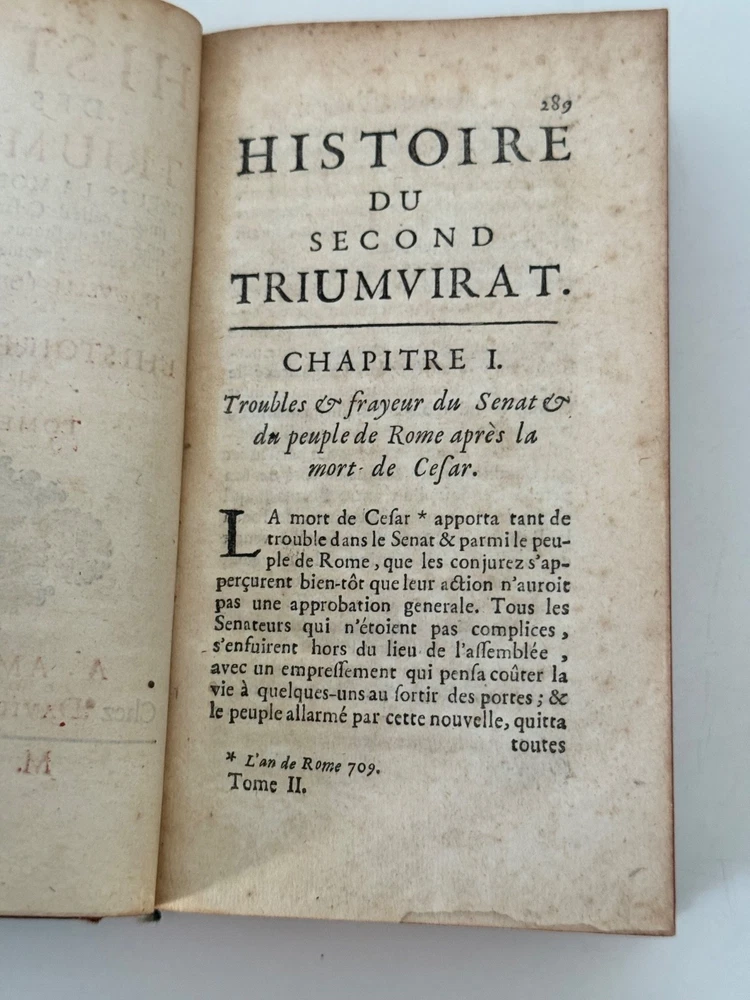 289
HISTOIRE
DU
SECOND
TRIUMVIRAT.
CHAPITRE I.
Troubles & frayeur du Senat &
du peuple de Rome après la
mort de Ceſar.
LA mort de Ceſar * apporta tant de
trouble dans le Senat & parmi le peu-
ple de Rome, que les conjurez s'ap-
perçurent bien-tôt que leur action n'auroit
pas une approbation generale. Tous les
Senateurs qui n'étoient pas complices,
s'enfuirent hors du lieu de l'aſſemblée,
avec un empreſſement qui penſa coûter la
vie à quelques-uns au ſortir des portes; &
le peuple allarmé par cette nouvelle, quitta
toutes
* L'an de Rome 709.
Tome II.